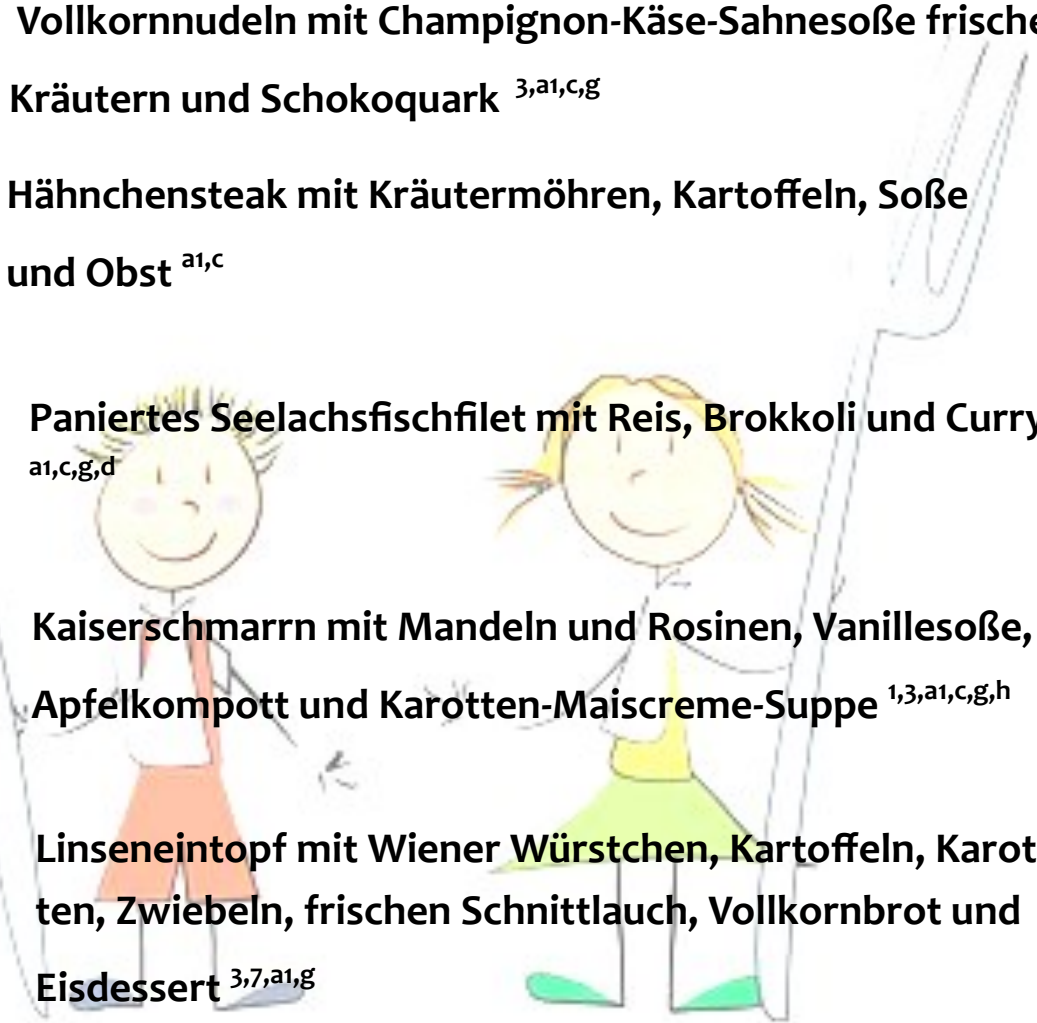 Vollkornnudeln mit Champignon-Käse-Sahnesoße frische
Kräutern und Schokoquark 3,a1,c,g
Hähnchensteak mit Kräutermöhren, Kartoffeln, Soße
und Obst a1,c
Paniertes Seelachsfischfilet mit Reis, Brokkoli und Curry
a1,c,g,d
Kaiserschmarrn mit Mandeln und Rosinen, Vanillesoße,
Apfelkompott und Karotten-Maiscreme-Suppe 1,3,a1,c,g,h
Linseneintopf mit Wiener Würstchen, Kartoffeln, Karot
ten, Zwiebeln, frischen Schnittlauch, Vollkornbrot und
Eisdessert 3,7,a1,g